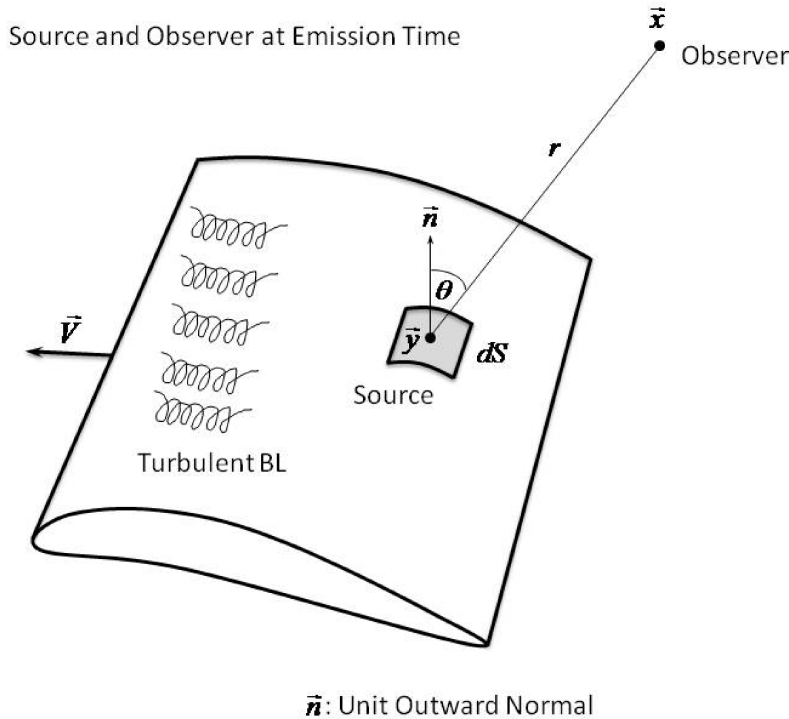 Source and Observer at Emission Time
x⃗
Observer
r
n⃗
θ
V⃗
y⃗
dS
Source
Turbulent BL
n⃗: Unit Outward Normal